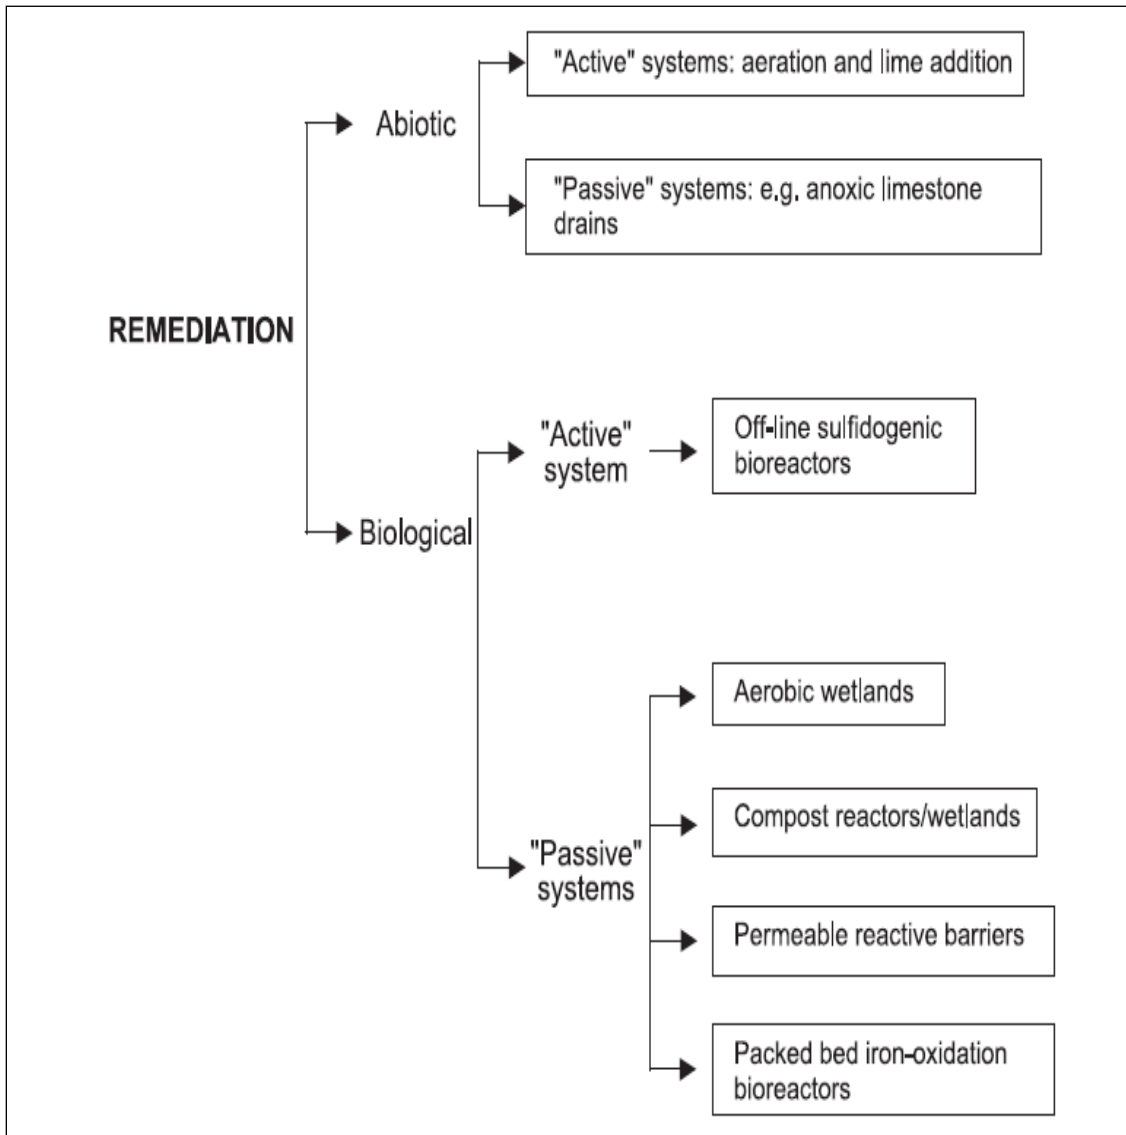 "Active" systems: aeration and lime addition
Abiotic
"Passive" systems: e.g. anoxic limestone
drains
REMEDIATION
"Active"
system
Off-line sulfidogenic
bioreactors
Biological
Aerobic wetlands
Compost reactors/wetlands
"Passive"
systems
Permeable reactive barriers
Packed bed iron-oxidation
bioreactors